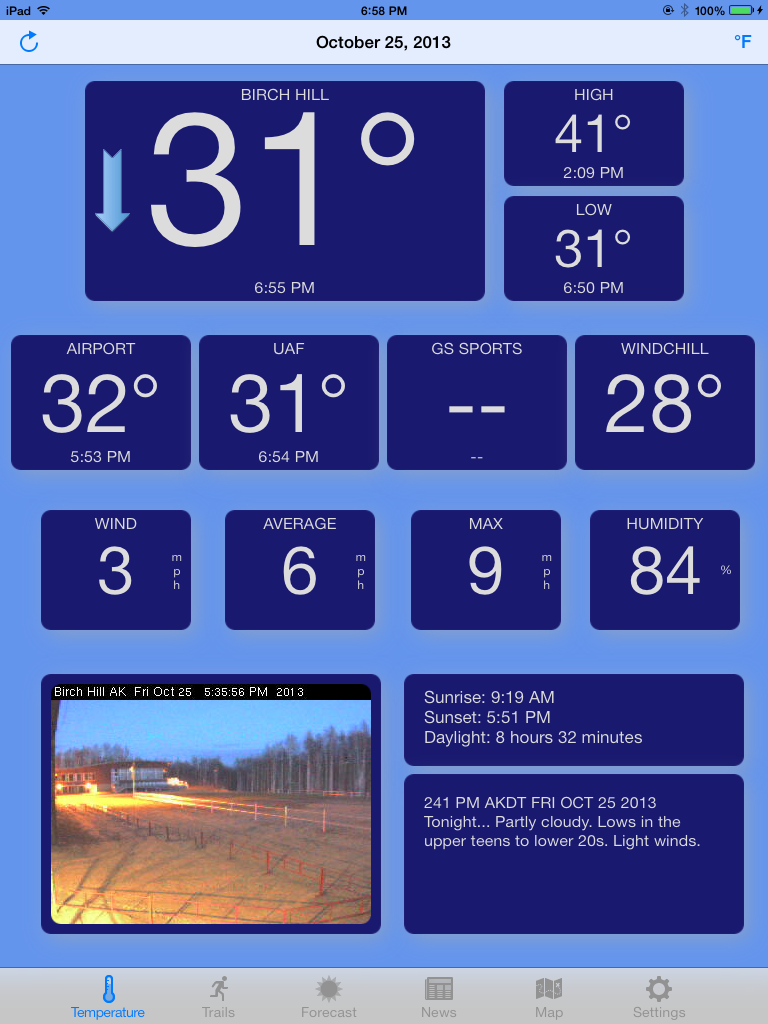 iPad 6:58 PM 100%
October 25, 2013 °F
BIRCH HILL
31°
6:55 PM
HIGH
41°
2:09 PM
LOW
31°
6:50 PM
AIRPORT
32°
5:53 PM
UAF
31°
6:54 PM
GS SPORTS
--
--
WINDCHILL
28°
WIND
3 mph
AVERAGE
6 mph
MAX
9 mph
HUMIDITY
84 %
Birch Hill AK Fri Oct 25 5:35:56 PM 2013
Sunrise: 9:19 AM
Sunset: 5:51 PM
Daylight: 8 hours 32 minutes
241 PM AKDT FRI OCT 25 2013
Tonight... Partly cloudy. Lows in the
upper teens to lower 20s. Light winds.
Temperature Trails Forecast News Map Settings